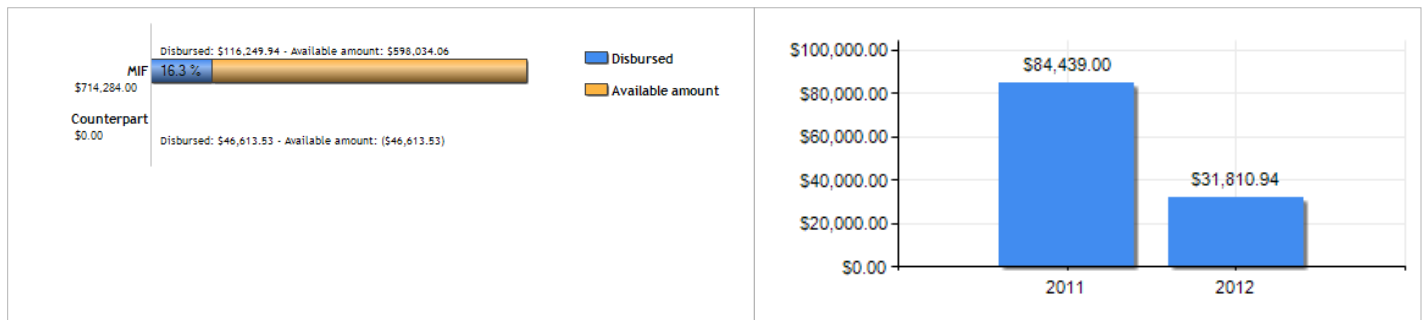 Disbursed: $116,249.94 - Available amount: $598,034.06
MIF
16.3 %
$714,284.00
Counterpart
$0.00
Disbursed: $46,613.53 - Available amount: ($46,613.53)
Disbursed
Available amount
$100,000.00
$84,439.00
$80,000.00
$60,000.00
$40,000.00
$31,810.94
$20,000.00
$0.00
2011 2012